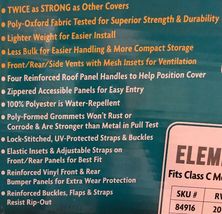 • TWICE as STRONG as Other Covers
• Poly-Oxford Fabric Tested for Superior Strength & Durability
• Lighter Weight for Easier Install
• Less Bulk for Easier Handling & More Compact Storage
• Front/Rear/Side Vents with Mesh Insets for Ventilation
• Four Reinforced Roof Panel Handles to Help Position Cover
• Zippered Accessible Panels for Easy Entry
• 100% Polyester is Water-Repellent
• Poly-Formed Grommets Won't Rust or
Corrode & Are Stronger than Metal in Pull Test
• Lock-Stitched, UV-Protected Straps & Buckles
• Elastic Insets & Adjustable Straps on
Front/Rear Panels for Best Fit
• Reinforced Vinyl Front & Rear
Bumper Panels for Extra Wear Protection
• Reinforced Buckles, Flaps & Straps
Resist Rip-Out
ELEM
Fits Class C M
SKU #
84916
20